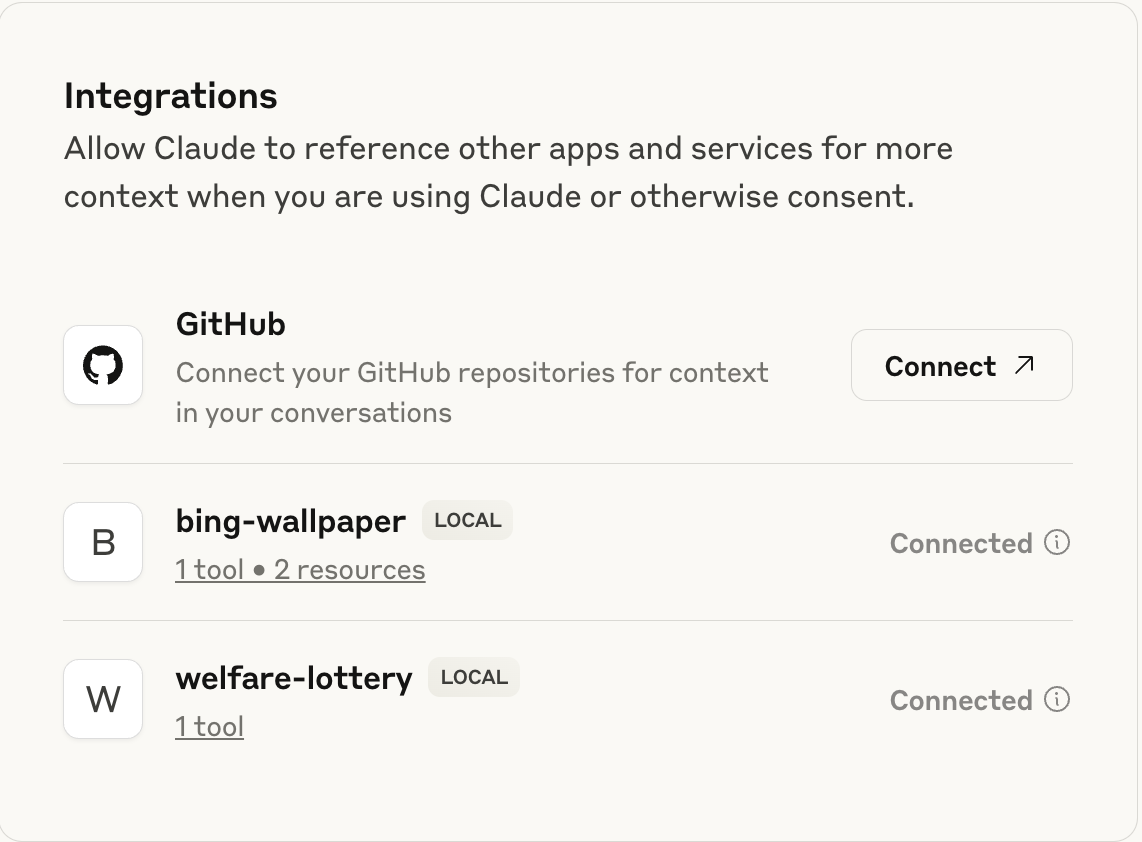 Integrations
Allow Claude to reference other apps and services for more
context when you are using Claude or otherwise consent.
GitHub
Connect your GitHub repositories for context
in your conversations
Connect
B
bing-wallpaper LOCAL
1 tool • 2 resources
Connected
W
welfare-lottery LOCAL
1 tool
Connected